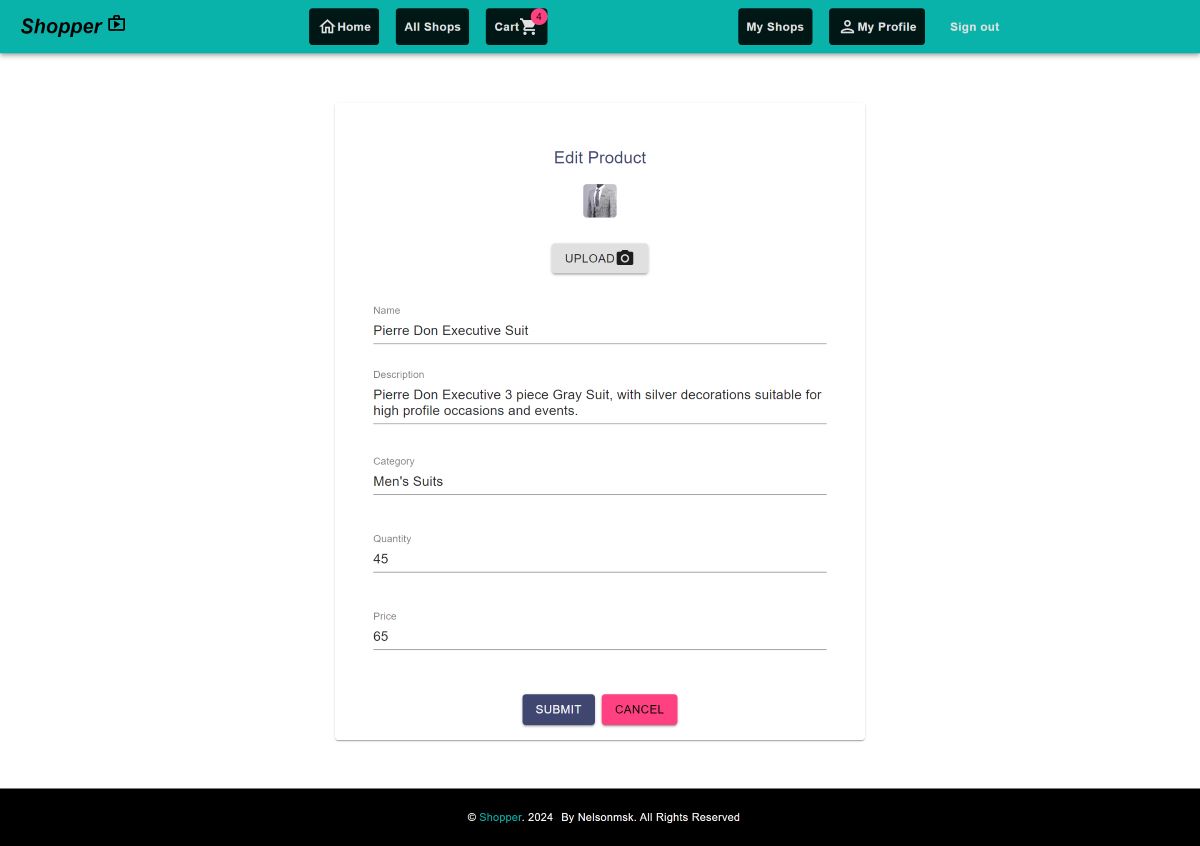 Shopper
Home
All Shops
Cart
4
My Shops
My Profile
Sign out
Edit Product
UPLOAD
Name
Pierre Don Executive Suit
Description
Pierre Don Executive 3 piece Gray Suit, with silver decorations suitable for
high profile occasions and events.
Category
Men's Suits
Quantity
45
Price
65
SUBMIT
CANCEL
© Shopper. 2024 By Nelsonmsk. All Rights Reserved